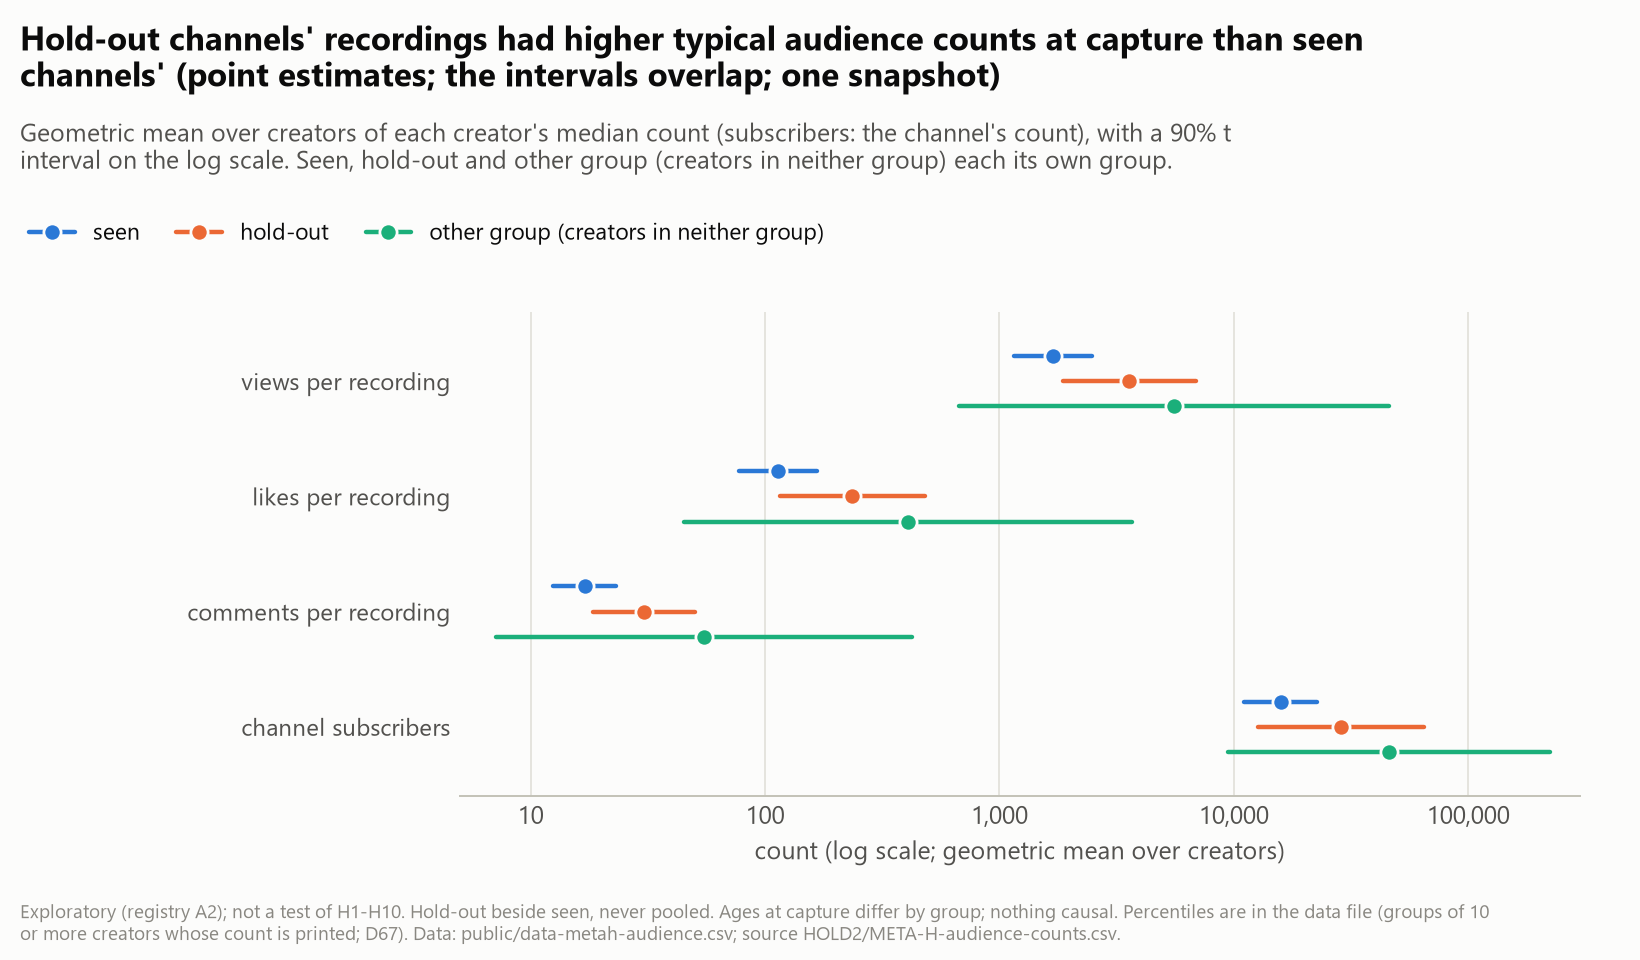 Hold-out channels' recordings had higher typical audience counts at capture than seen
channels' (point estimates; the intervals overlap; one snapshot)
Geometric mean over creators of each creator's median count (subscribers: the channel's count), with a 90% t
interval on the log scale. Seen, hold-out and other group (creators in neither group) each its own group.
seen hold-out other group (creators in neither group)
views per recording
likes per recording
comments per recording
channel subscribers
10 100 1,000 10,000 100,000
count (log scale; geometric mean over creators)
Exploratory (registry A2); not a test of H1-H10. Hold-out beside seen, never pooled. Ages at capture differ by group; nothing causal. Percentiles are in the data file (groups of 10
or more creators whose count is printed; D67). Data: public/data-metah-audience.csv; source HOLD2/META-H-audience-counts.csv.